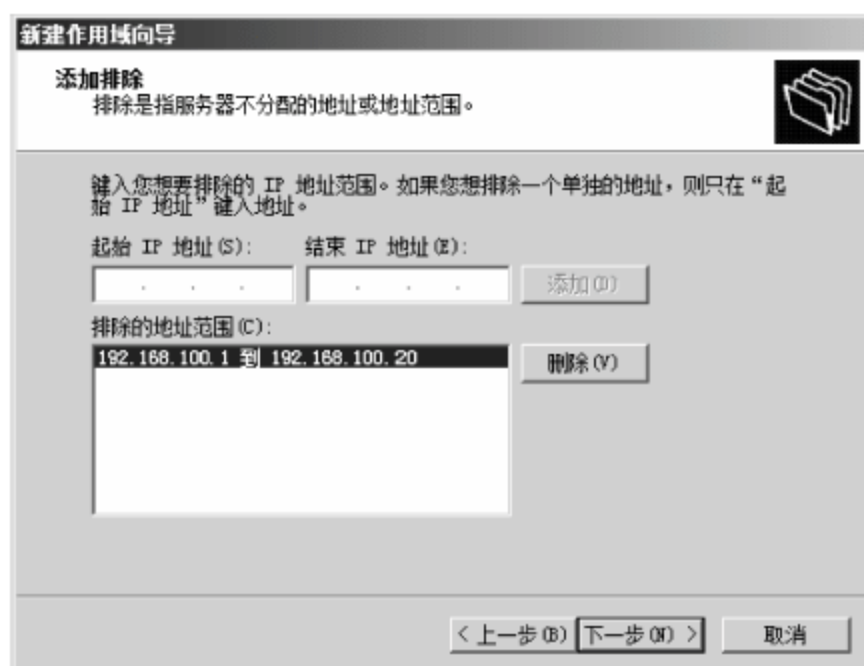 新建作用域向导
添加排除
排除是指服务器不分配的地址或地址范围。
键入您想要排除的 IP 地址范围。如果您想排除一个单独的地址，则只在“起
始 IP 地址”键入地址。
起始 IP 地址(S): 结束 IP 地址(E):
. . . . . . 添加(D)
排除的地址范围(C):
192.168.100.1 到 192.168.100.20 删除(V)
< 上一步(B) 下一步(N) > 取消